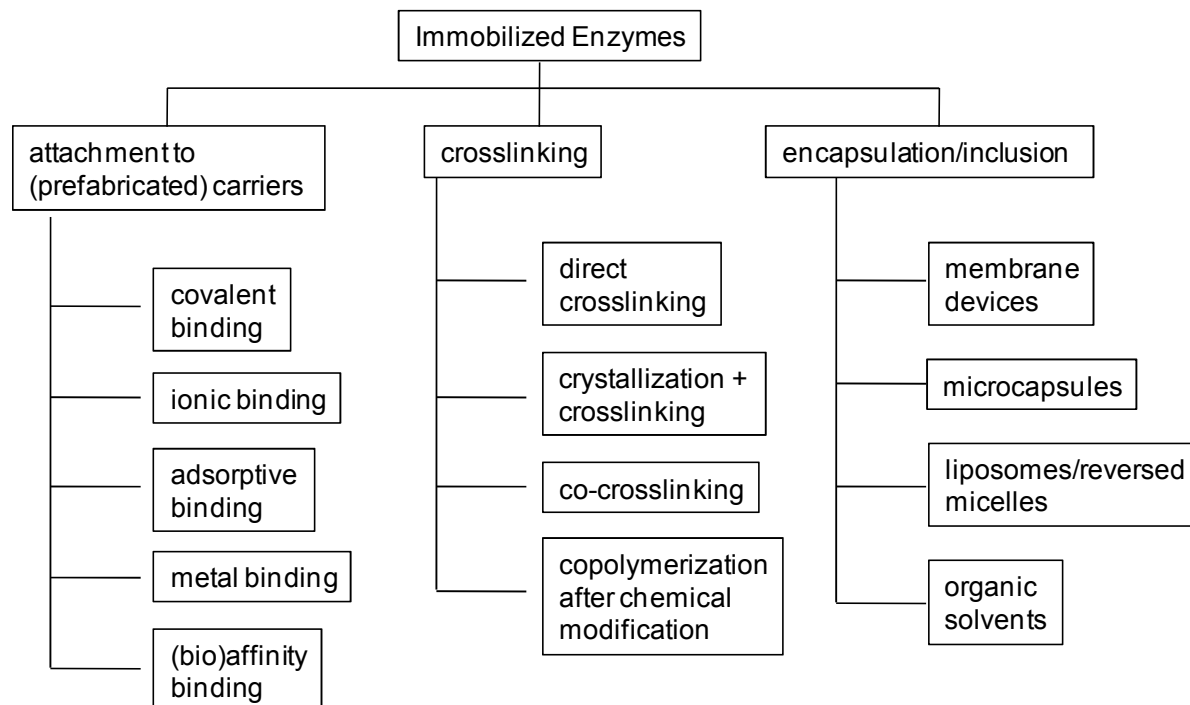 Immobilized Enzymes
attachment to
(prefabricated) carriers
covalent
binding
ionic binding
adsorptive
binding
metal binding
(bio)affinity
binding
crosslinking
direct
crosslinking
crystallization +
crosslinking
co-crosslinking
copolymerization
after chemical
modification
encapsulation/inclusion
membrane
devices
microcapsules
liposomes/reversed
micelles
organic
solvents